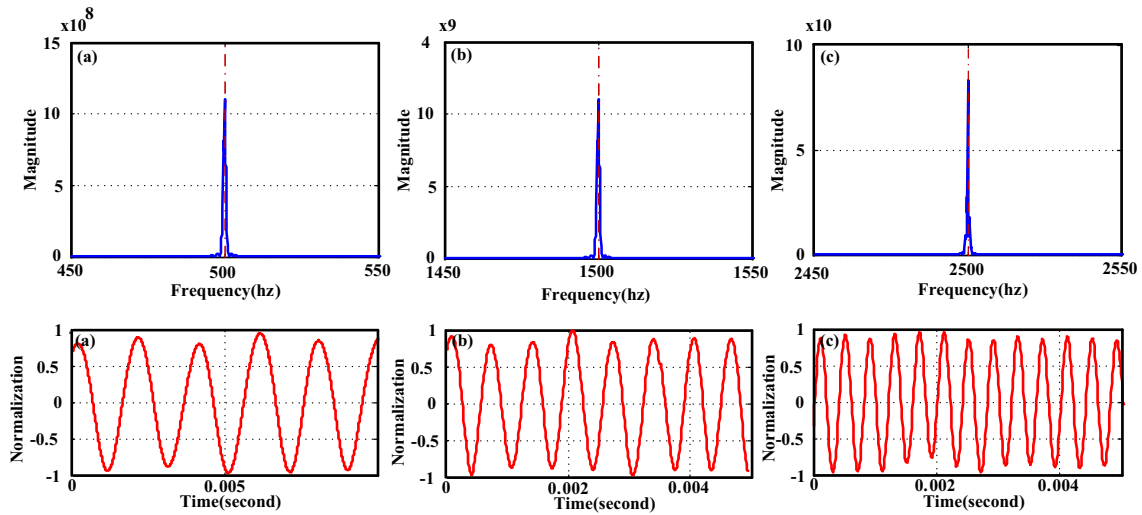 x10^8
15
(a)
10
5
0
450
500
550
Magnitude
Frequency(hz)
x9
4
(b)
10
5
0
1450
1500
1550
Magnitude
Frequency(hz)
x10
10
(c)
5
0
2450
2500
2550
Magnitude
Frequency(hz)
1
(a)
0.5
0
-0.5
-1
0
0.005
Normalization
Time(second)
1
(b)
0.5
0
-0.5
-1
0
0.002
0.004
Normalization
Time(second)
1
(c)
0.5
0
-0.5
-1
0
0.002
0.004
Normalization
Time(second)